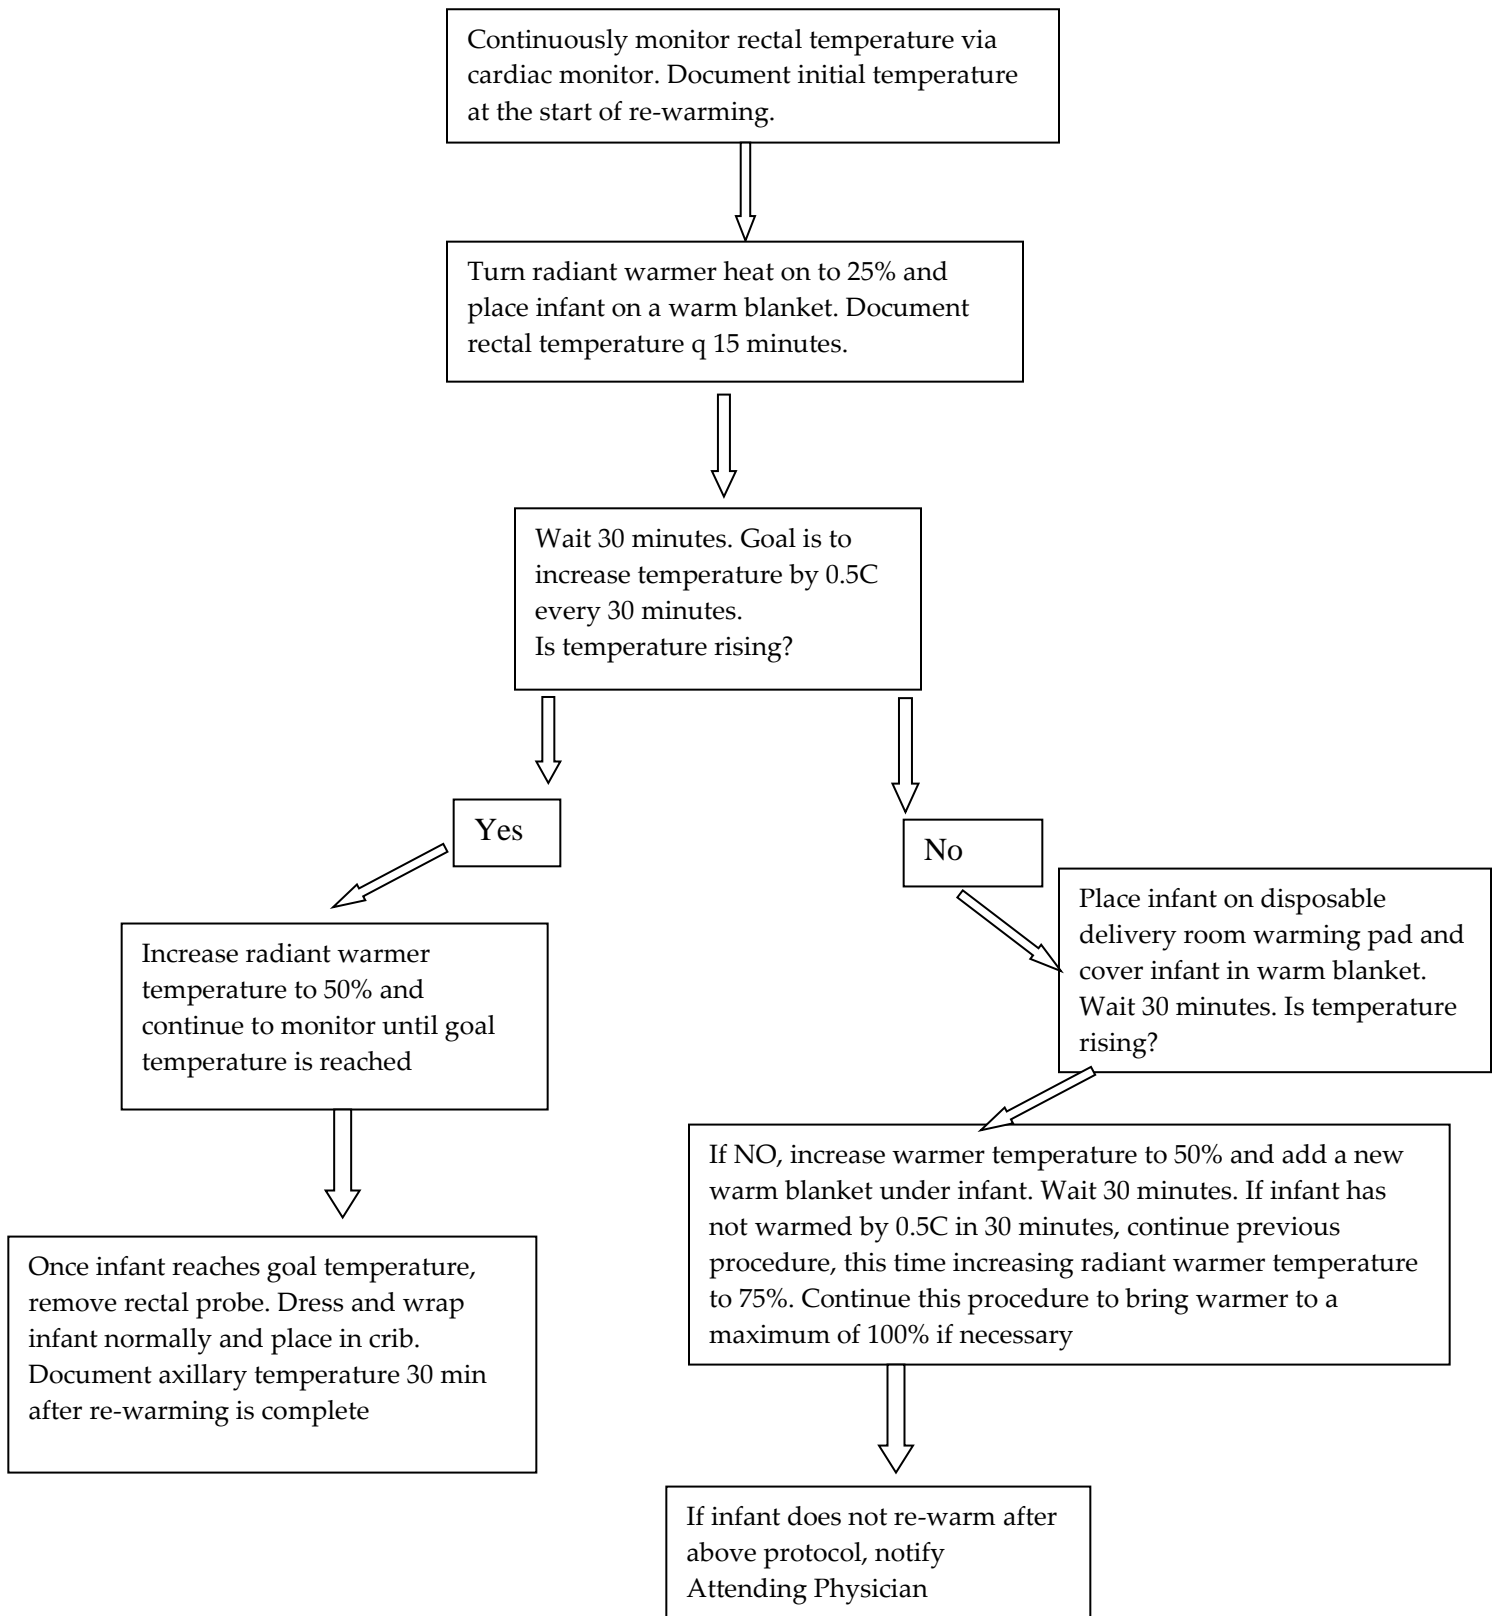 Continuously monitor rectal temperature via
cardiac monitor. Document initial temperature
at the start of re-warming.
Turn radiant warmer heat on to 25% and
place infant on a warm blanket. Document
rectal temperature q 15 minutes.
Wait 30 minutes. Goal is to
increase temperature by 0.5C
every 30 minutes.
Is temperature rising?
Yes
No
Increase radiant warmer
temperature to 50% and
continue to monitor until goal
temperature is reached
Place infant on disposable
delivery room warming pad and
cover infant in warm blanket.
Wait 30 minutes. Is temperature
rising?
Once infant reaches goal temperature,
remove rectal probe. Dress and wrap
infant normally and place in crib.
Document axillary temperature 30 min
after re-warming is complete
If NO, increase warmer temperature to 50% and add a new
warm blanket under infant. Wait 30 minutes. If infant has
not warmed by 0.5C in 30 minutes, continue previous
procedure, this time increasing radiant warmer temperature
to 75%. Continue this procedure to bring warmer to a
maximum of 100% if necessary
If infant does not re-warm after
above protocol, notify
Attending Physician